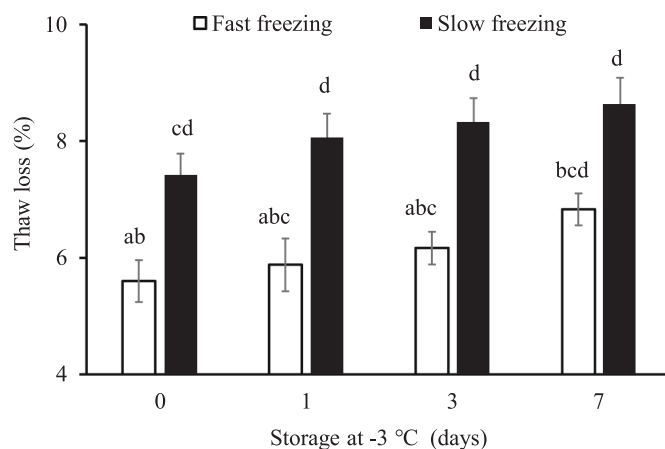 10
Fast freezing
Slow freezing
d
d
d
8
cd
bcd
Thaw loss (%)
abc
abc
ab
6
4
0
1
3
7
Storage at -3 °C (days)